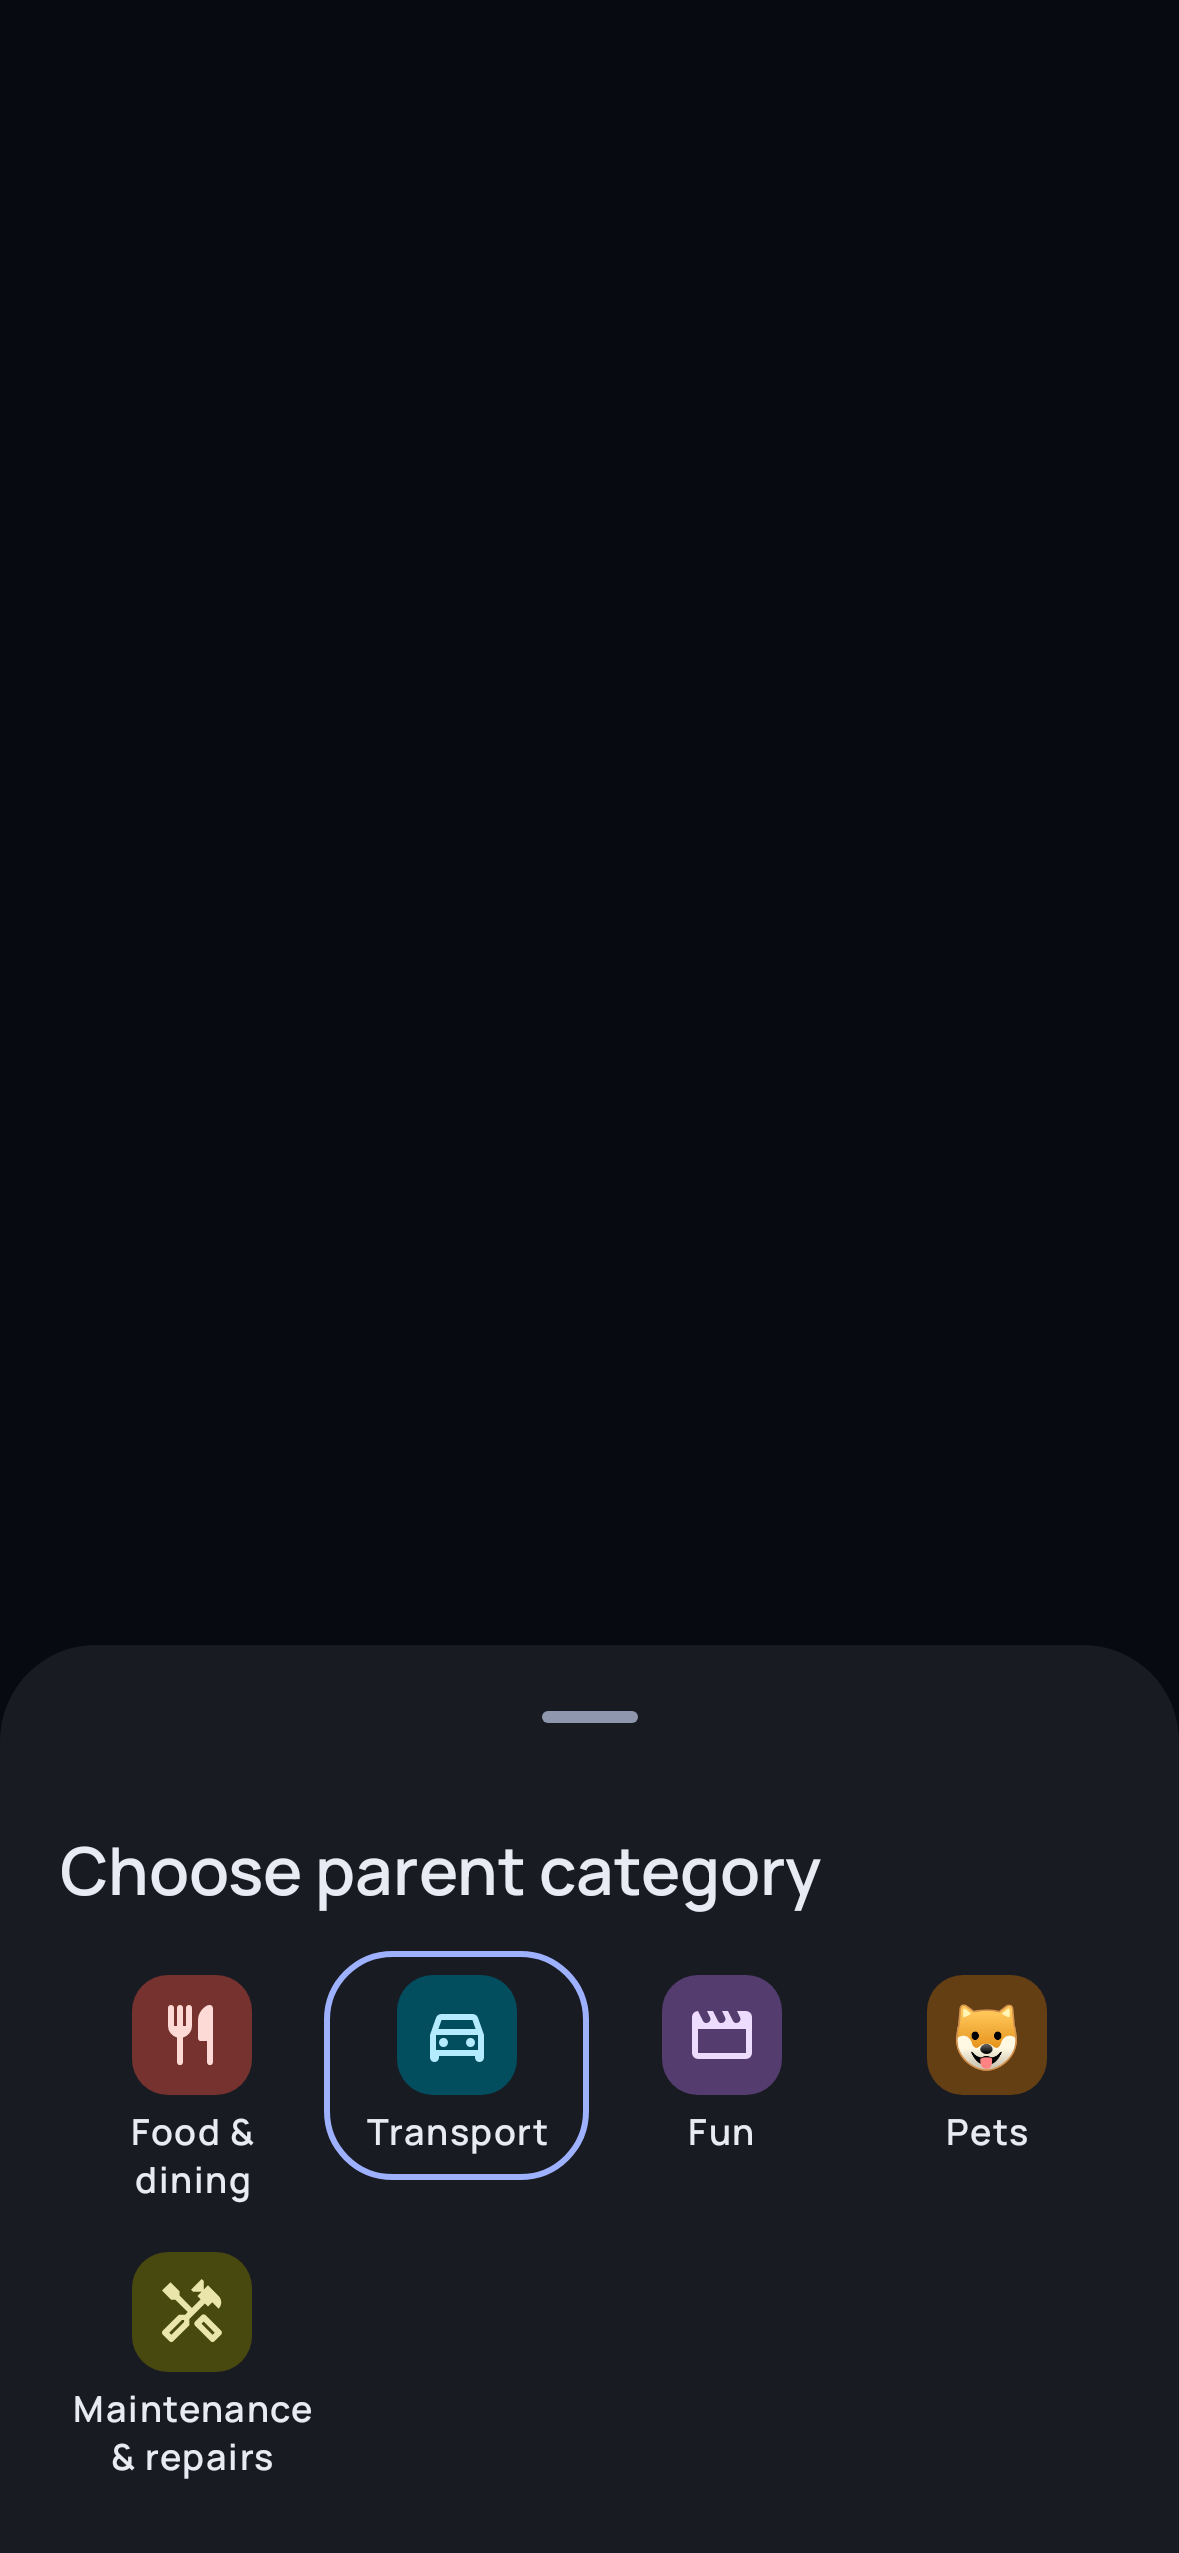 Choose parent category
Food &
dining
Transport
Fun
Pets
Maintenance
& repairs